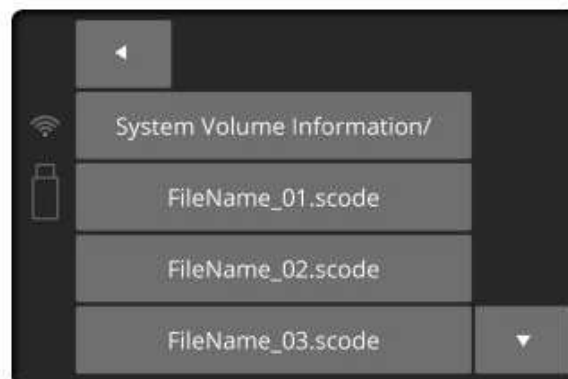 System Volume Information/
FileName_01.scode
FileName_02.scode
FileName_03.scode